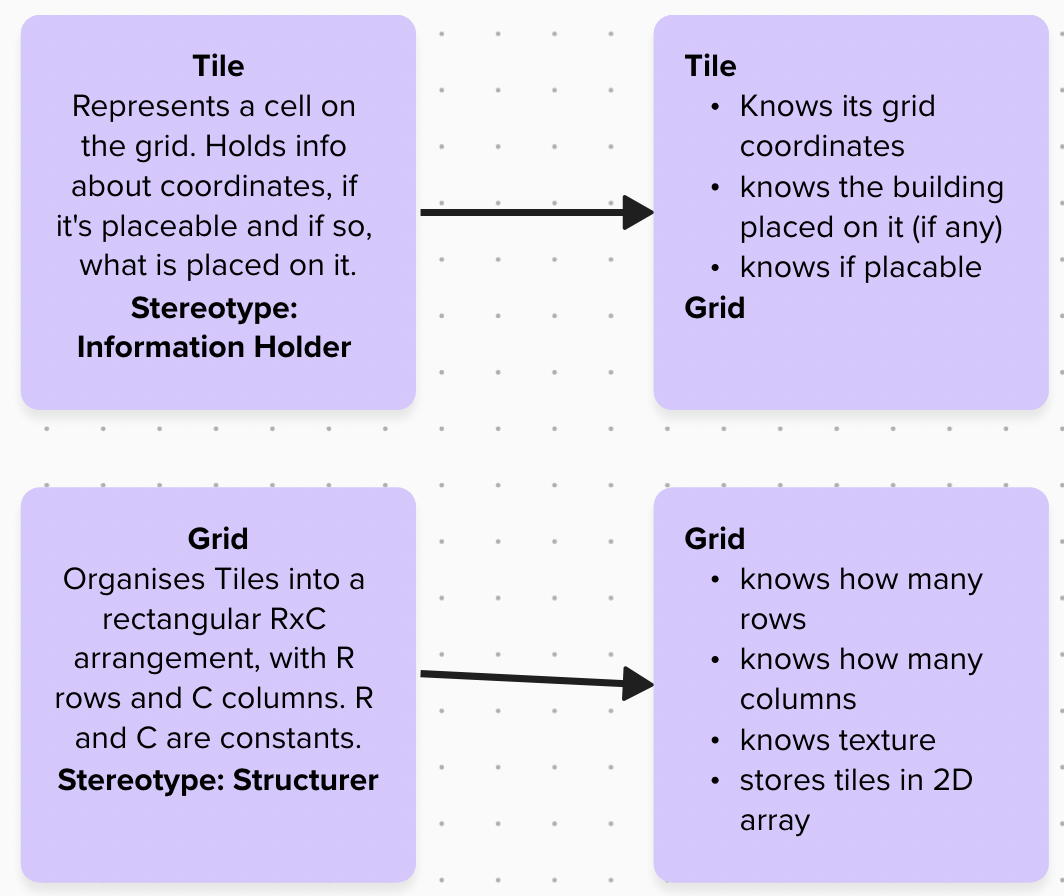 Tile
Represents a cell on
the grid. Holds info
about coordinates, if
it's placeable and if so,
what is placed on it.
Stereotype:
Information Holder
Tile
• Knows its grid
coordinates
• knows the building
placed on it (if any)
• knows if placable
Grid
Grid
Organises Tiles into a
rectangular RxC
arrangement, with R
rows and C columns. R
and C are constants.
Stereotype: Structurer
Grid
• knows how many
rows
• knows how many
columns
• knows texture
• stores tiles in 2D
array